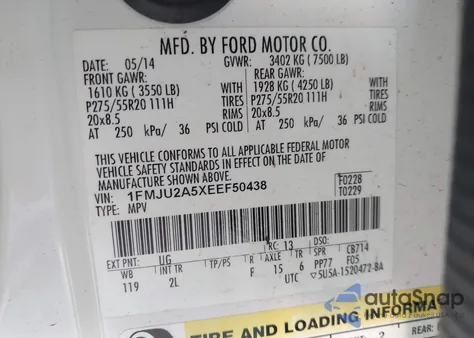 MFD. BY FORD MOTOR CO.
DATE: 05/14 GVWR: 3402 KG ( 7500 LB)
FRONT GAWR: REAR GAWR:
1610 KG ( 3550 LB) WITH 1928 KG ( 4250 LB) WITH
P275/55R20 111H TIRES P275/55R20 111H TIRES
20x8.5 RIMS 20x8.5 RIMS
AT 250 kPa/ 36 PSI COLD AT 250 kPa/ 36 PSI COLD
THIS VEHICLE CONFORMS TO ALL APPLICABLE FEDERAL MOTOR
VEHICLE SAFETY STANDARDS IN EFFECT ON THE DATE OF
MANUFACTURE SHOWN ABOVE.
VIN: 1FMJU2A5XEEF50438 F0228
TYPE: MPV T0229
RC: 13 DSO:
EXT PNT: UG
WB INT TR TP/PS R AXLE TR SPR CB714
119 2L F 15 6 PP77 F05
UTC 5U5A-1520472-BA
autoSnap
TIRE AND LOADING INFORMA
REAR:
2